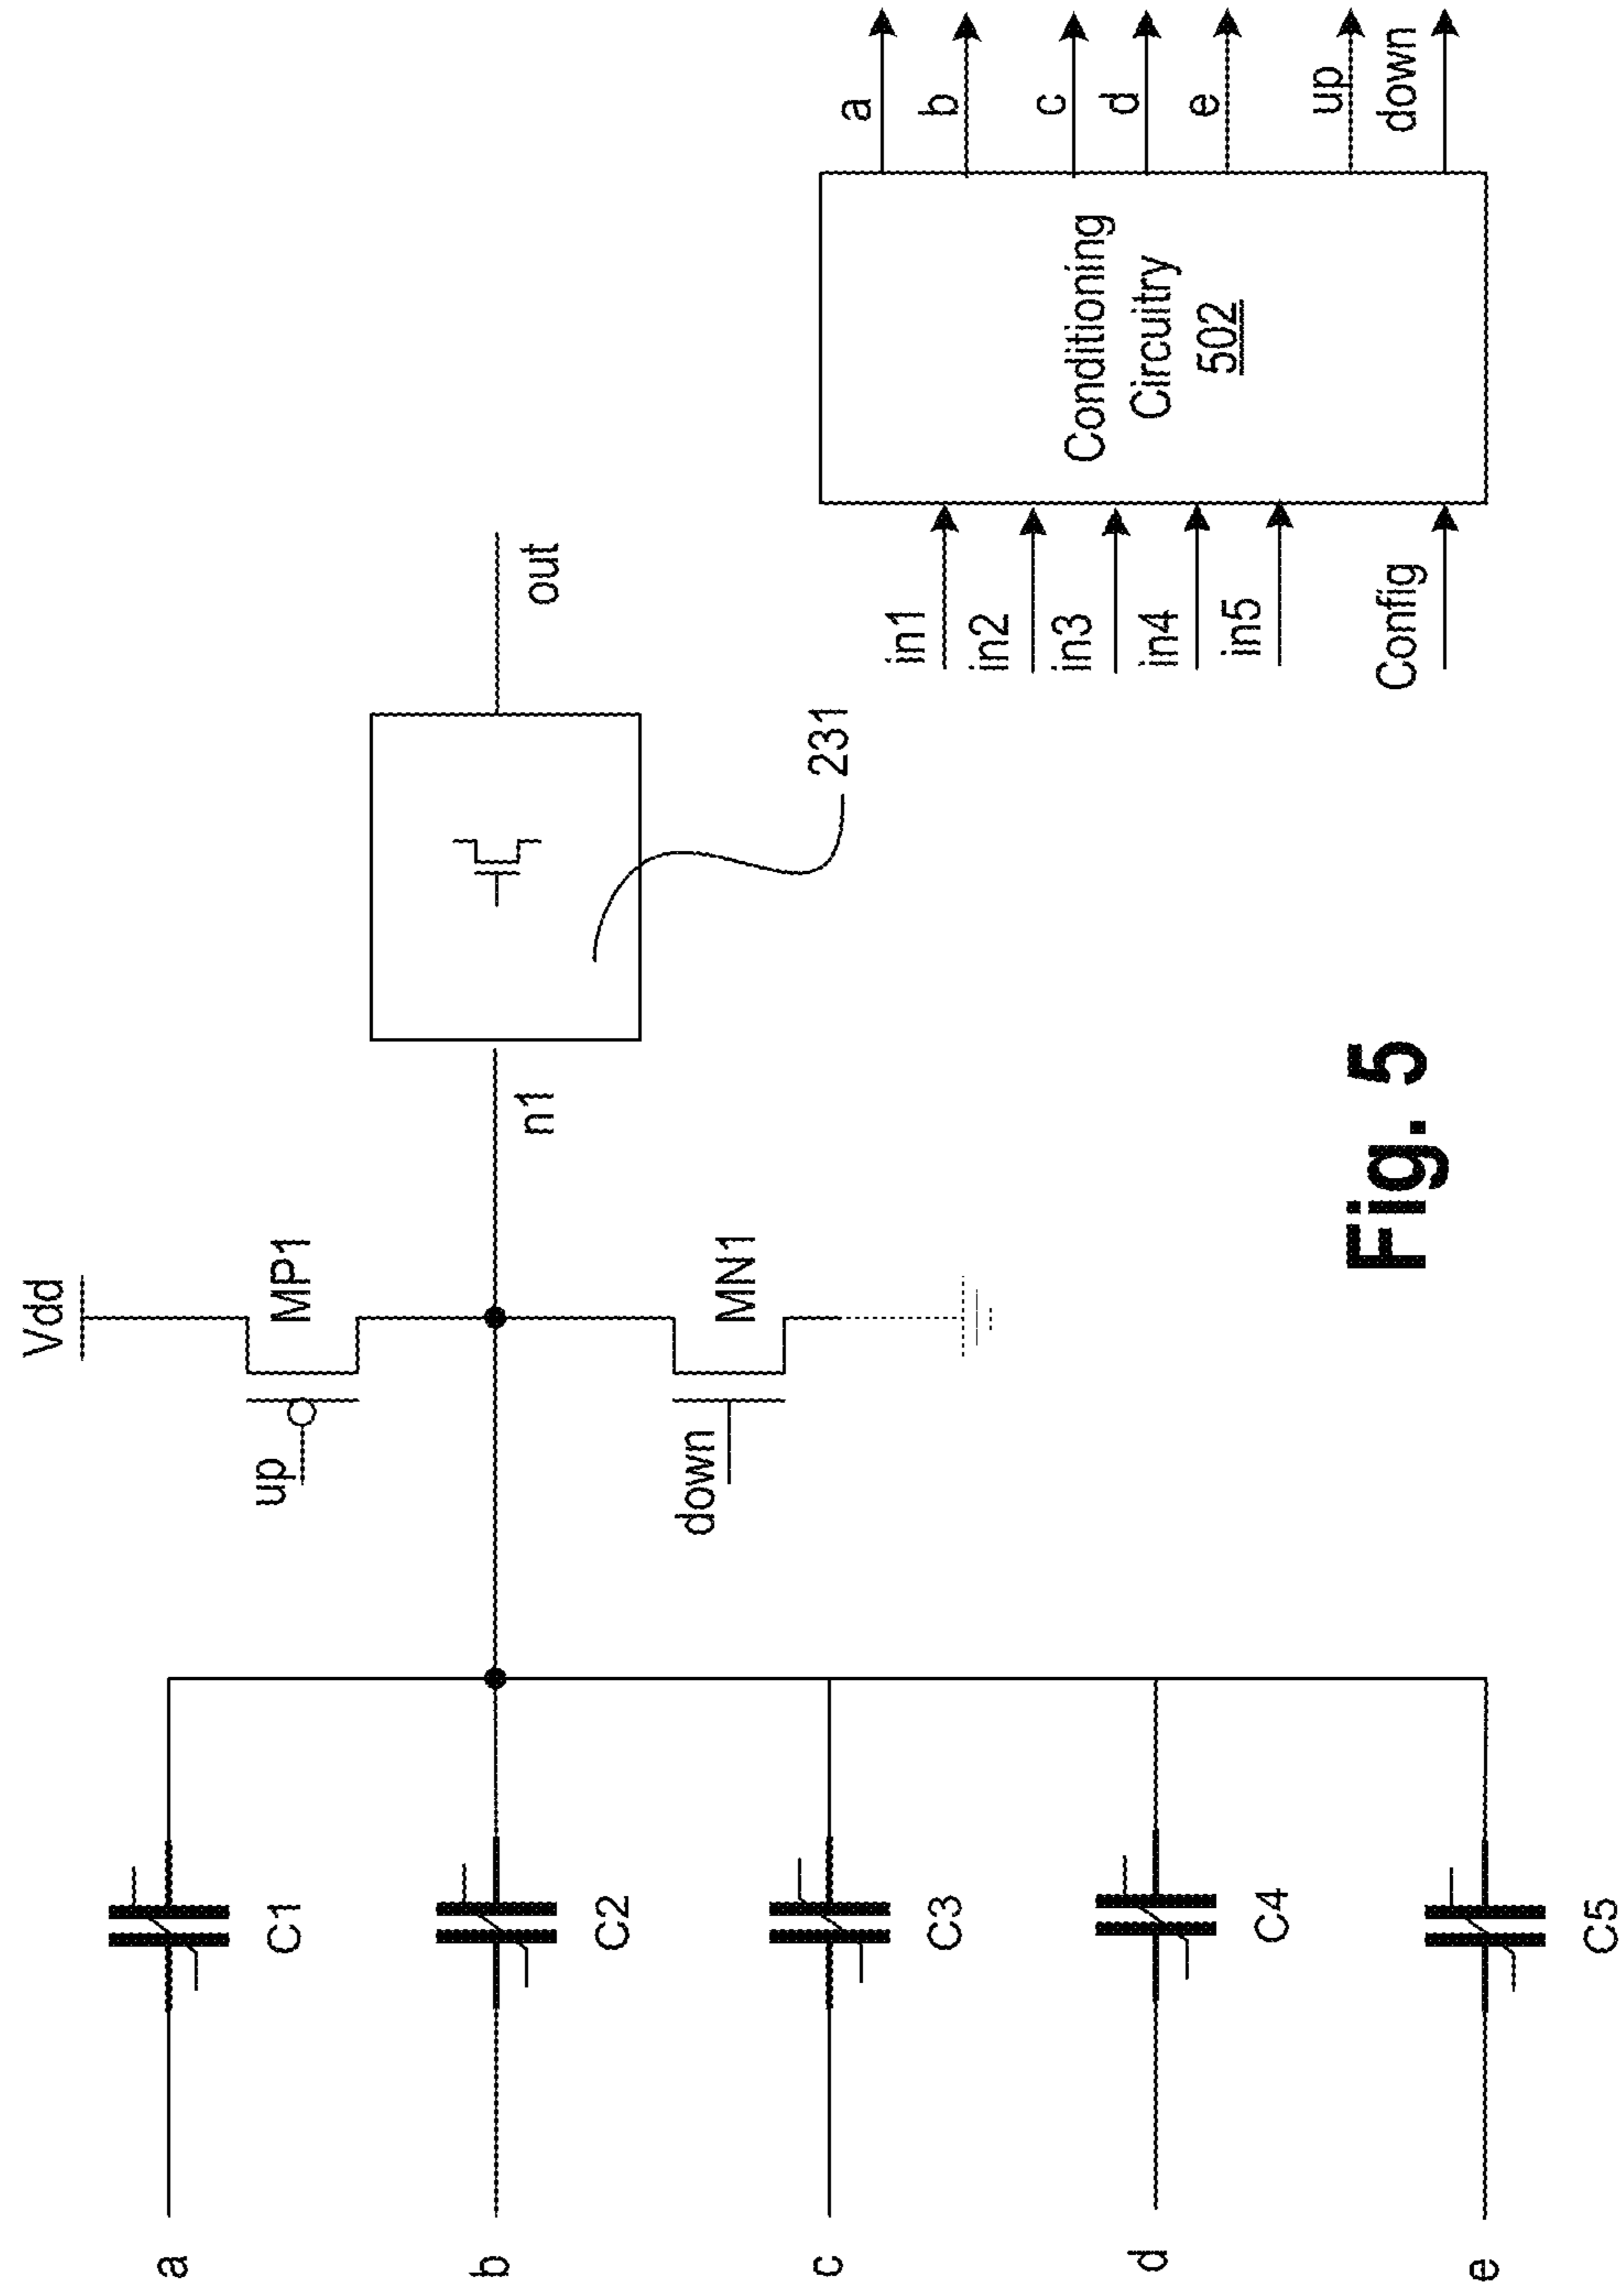 a
C1
b
C2
c
C3
d
C4
e
C5
Vdd
up
MP1
down
MN1
n1
231
out
in1
in2
in3
in4
in5
Config
Conditioning
Circuitry
502
a
b
c
d
e
up
down
Fig. 5